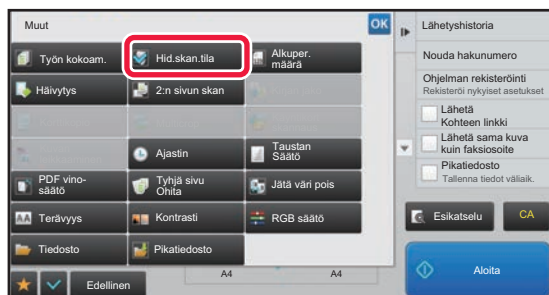 Muut
OK
Työn kokoam.
Hid.skan.tila
Alkuper.
määrä
Häivytys
2:n sivun skan
Ajastin
Taustan
Säätö
PDF vino-
säätö
Tyhjä sivu
Ohita
Jätä väri pois
AA
Terävyys
Kontrasti
RGB säätö
Tiedosto
Pikatiedosto
Edellinen
A4
A4
Lähetyshistoria
Nouda hakunumero
Ohjelman rekisteröinti
Rekisteröi nykyiset asetukset
Lähetä
Kohteen linkki
Lähetä sama kuva
kuin faksiosoite
Pikatiedosto
Tallenna tiedot väliaik.
Esikatselu
CA
Aloita